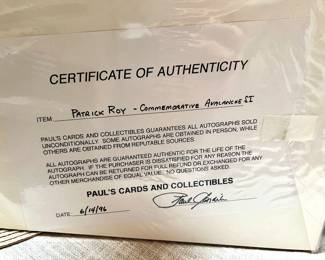 CERTIFICATE OF AUTHENTICITY
ITEM PATRICK ROY - COMMEMORATIVE AVALANCHE SI
PAUL'S CARDS AND COLLECTIBLES GUARANTEES ALL AUTOGRAPHS SOLD
UNCONDITIONALLY. SOME AUTOGRAPHS ARE OBTAINED IN PERSON, WHILE
OTHERS ARE OBTAINED FROM REPUTABLE SOURCES.
ALL AUTOGRAPHS ARE GUARANTEED AUTHENTIC FOR THE LIFE OF THE
AUTOGRAPH. IF THE PURCHASER IS DISSATISFIED FOR ANY REASON THE
AUTOGRAPH CAN BE RETURNED FOR FULL REFUND OR EXCHANGED FOR ANY
OTHER MERCHANDISE OF EQUAL VALUE. NO QUESTIONS ASKED.
PAUL'S CARDS AND COLLECTIBLES
DATE 6/14/96 Paul